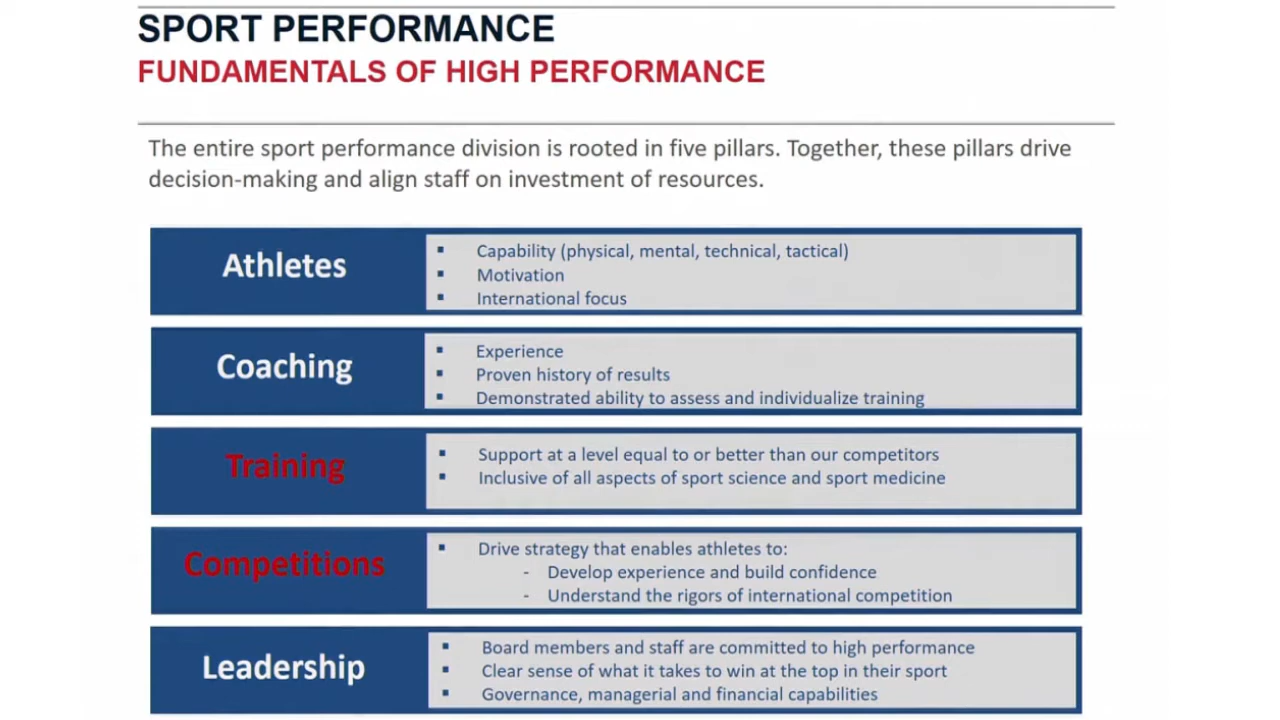 SPORT PERFORMANCE
FUNDAMENTALS OF HIGH PERFORMANCE
The entire sport performance division is rooted in five pillars. Together, these pillars drive
decision-making and align staff on investment of resources.
Athletes
▪ Capability (physical, mental, technical, tactical)
▪ Motivation
▪ International focus
Coaching
▪ Experience
▪ Proven history of results
▪ Demonstrated ability to assess and individualize training
Training
▪ Support at a level equal to or better than our competitors
▪ Inclusive of all aspects of sport science and sport medicine
Competitions
▪ Drive strategy that enables athletes to:
- Develop experience and build confidence
- Understand the rigors of international competition
Leadership
▪ Board members and staff are committed to high performance
▪ Clear sense of what it takes to win at the top in their sport
▪ Governance, managerial and financial capabilities